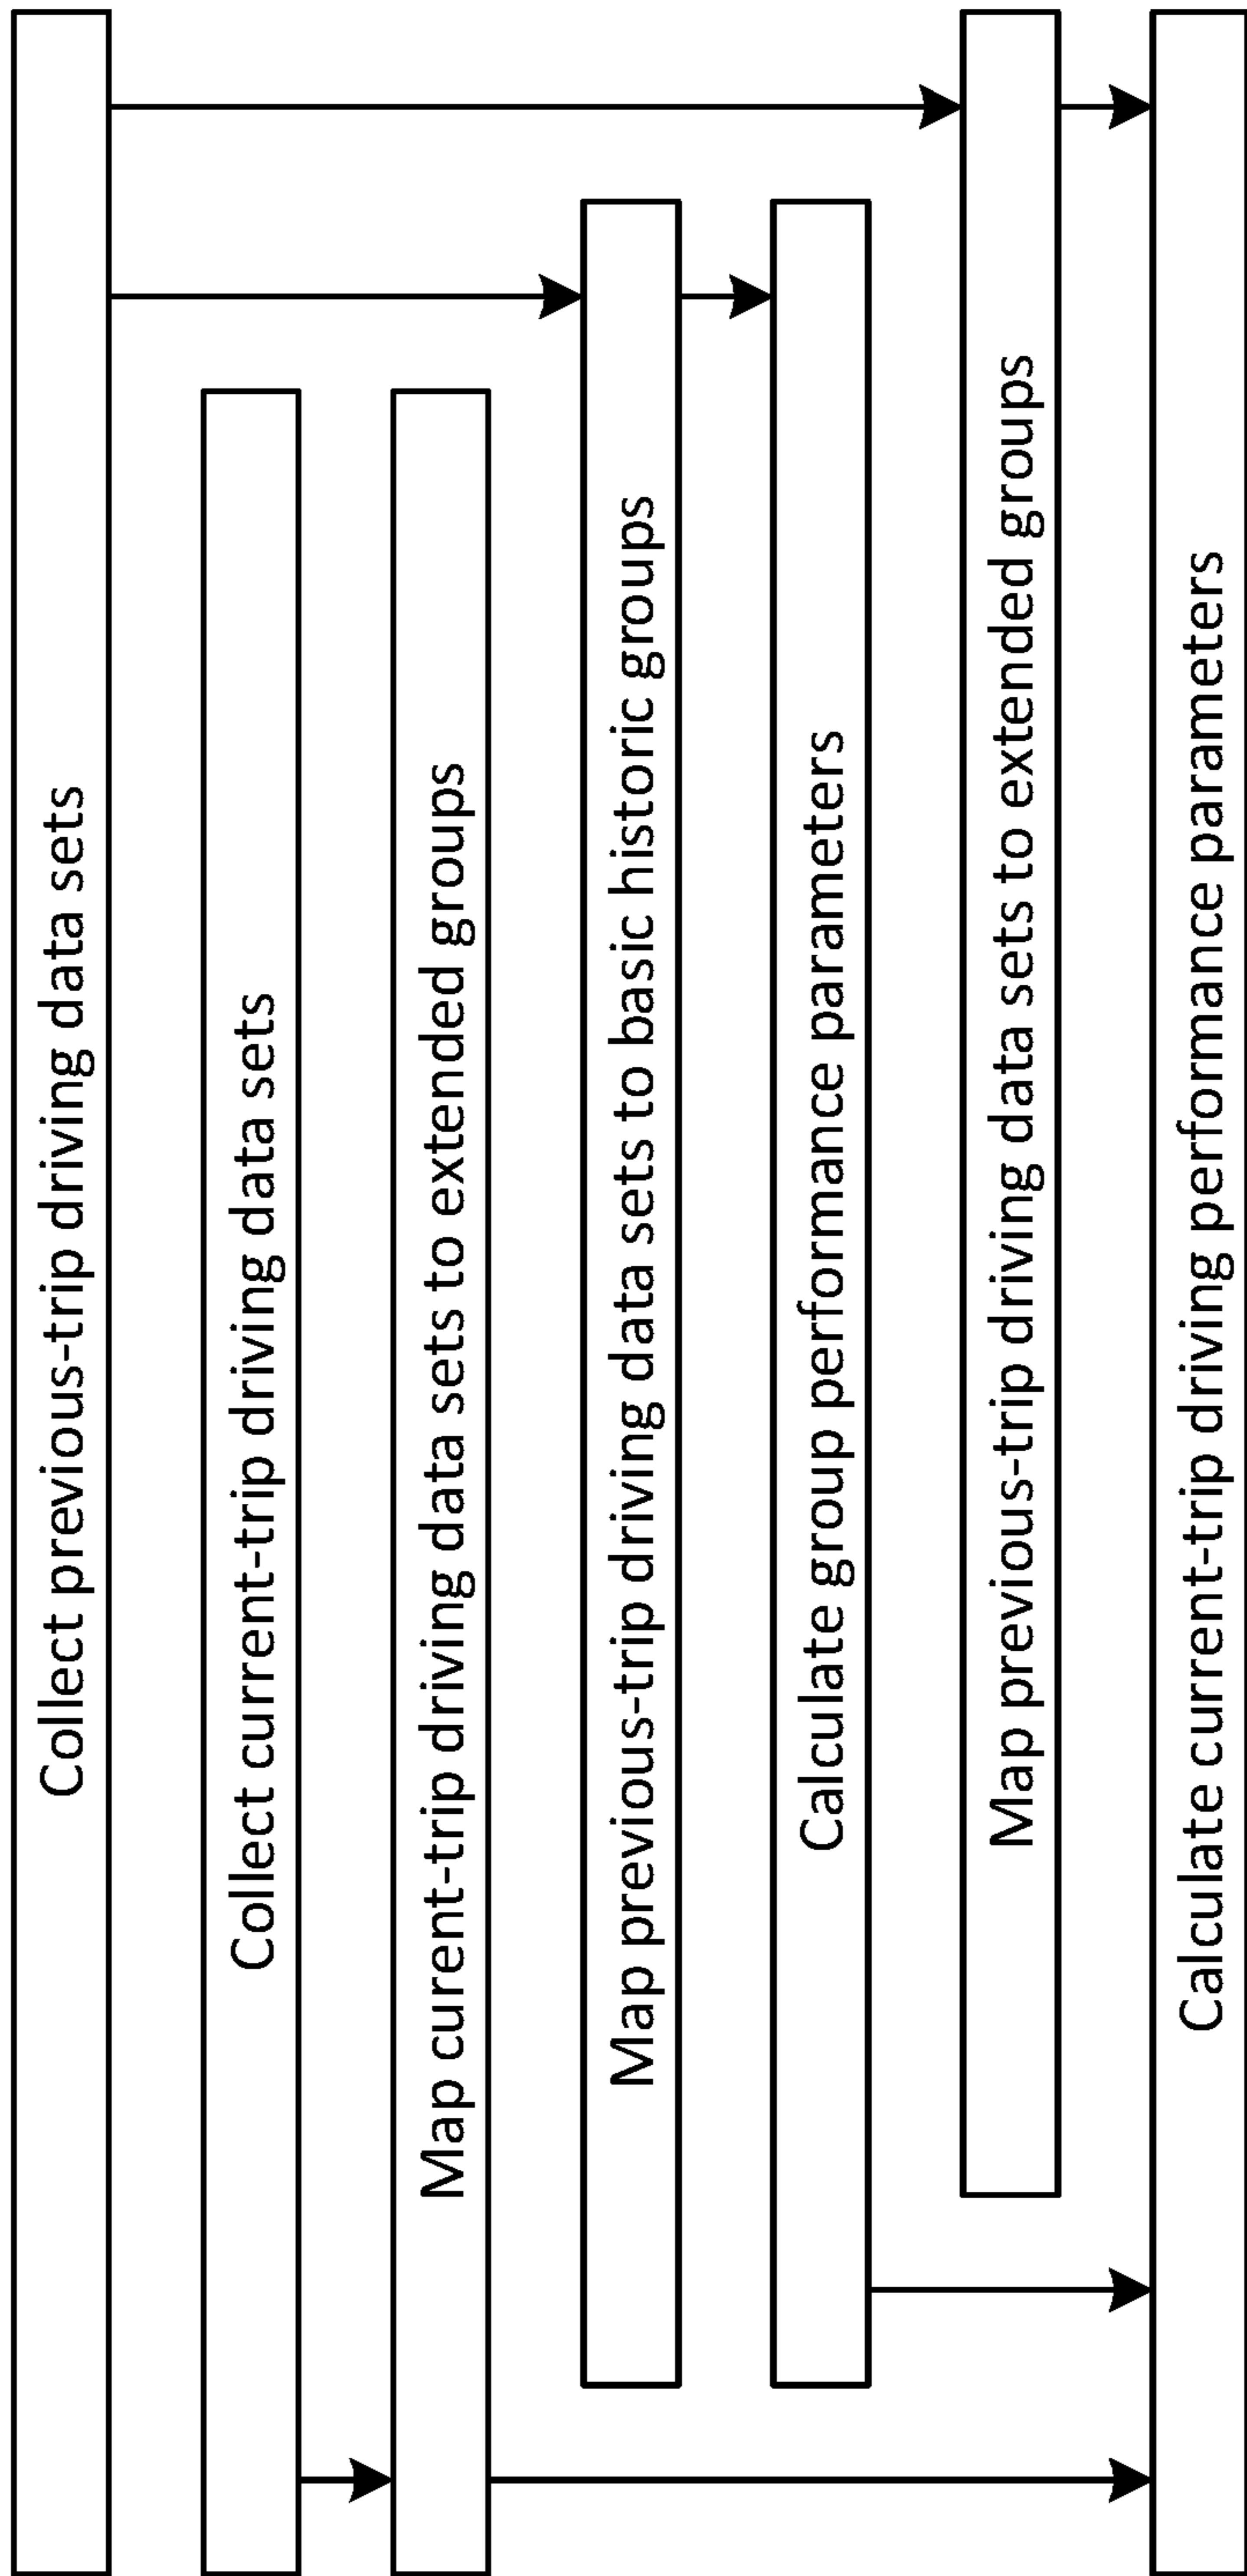 Collect previous-trip driving data sets
Collect current-trip driving data sets
Map curent-trip driving data sets to extended groups
Map previous-trip driving data sets to basic historic groups
Calculate group performance parameters
Map previous-trip driving data sets to extended groups
Calculate current-trip driving performance parameters